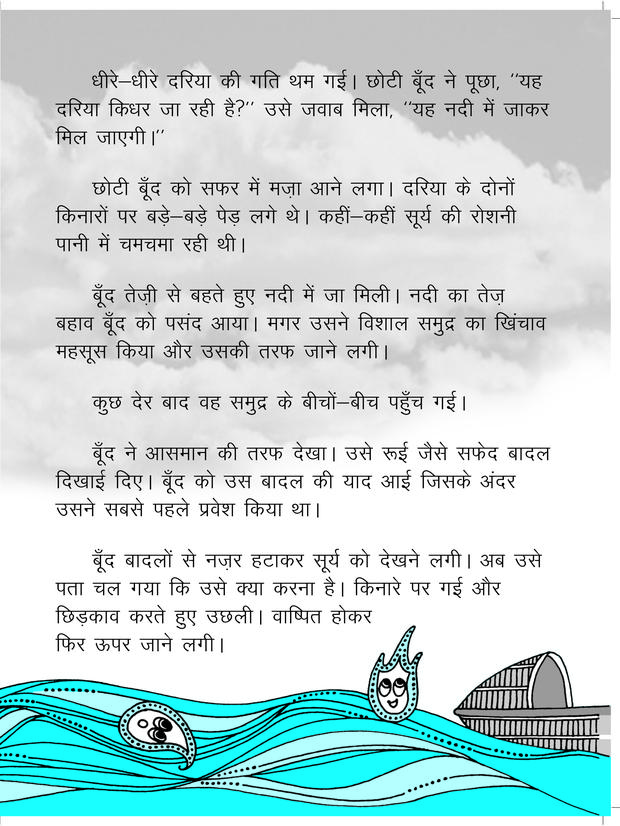 धीरे–धीरे दरिया की गति थम गई। छोटी बूँद ने पूछा, ''यह
दरिया किधर जा रही है?'' उसे जवाब मिला, ''यह नदी में जाकर
मिल जाएगी।''
छोटी बूँद को सफर में मज़ा आने लगा। दरिया के दोनों
किनारों पर बड़े–बड़े पेड़ लगे थे। कहीं–कहीं सूर्य की रोशनी
पानी में चमचमा रही थी।
बूँद तेज़ी से बहते हुए नदी में जा मिली। नदी का तेज़
बहाव बूँद को पसंद आया। मगर उसने विशाल समुद्र का खिंचाव
महसूस किया और उसकी तरफ जाने लगी।
कुछ देर बाद वह समुद्र के बीचों–बीच पहुँच गई।
बूँद ने आसमान की तरफ देखा। उसे रूई जैसे सफेद बादल
दिखाई दिए। बूँद को उस बादल की याद आई जिसके अंदर
उसने सबसे पहले प्रवेश किया था।
बूँद बादलों से नज़र हटाकर सूर्य को देखने लगी। अब उसे
पता चल गया कि उसे क्या करना है। किनारे पर गई और
छिड़काव करते हुए उछली। वाष्पित होकर
फिर ऊपर जाने लगी।